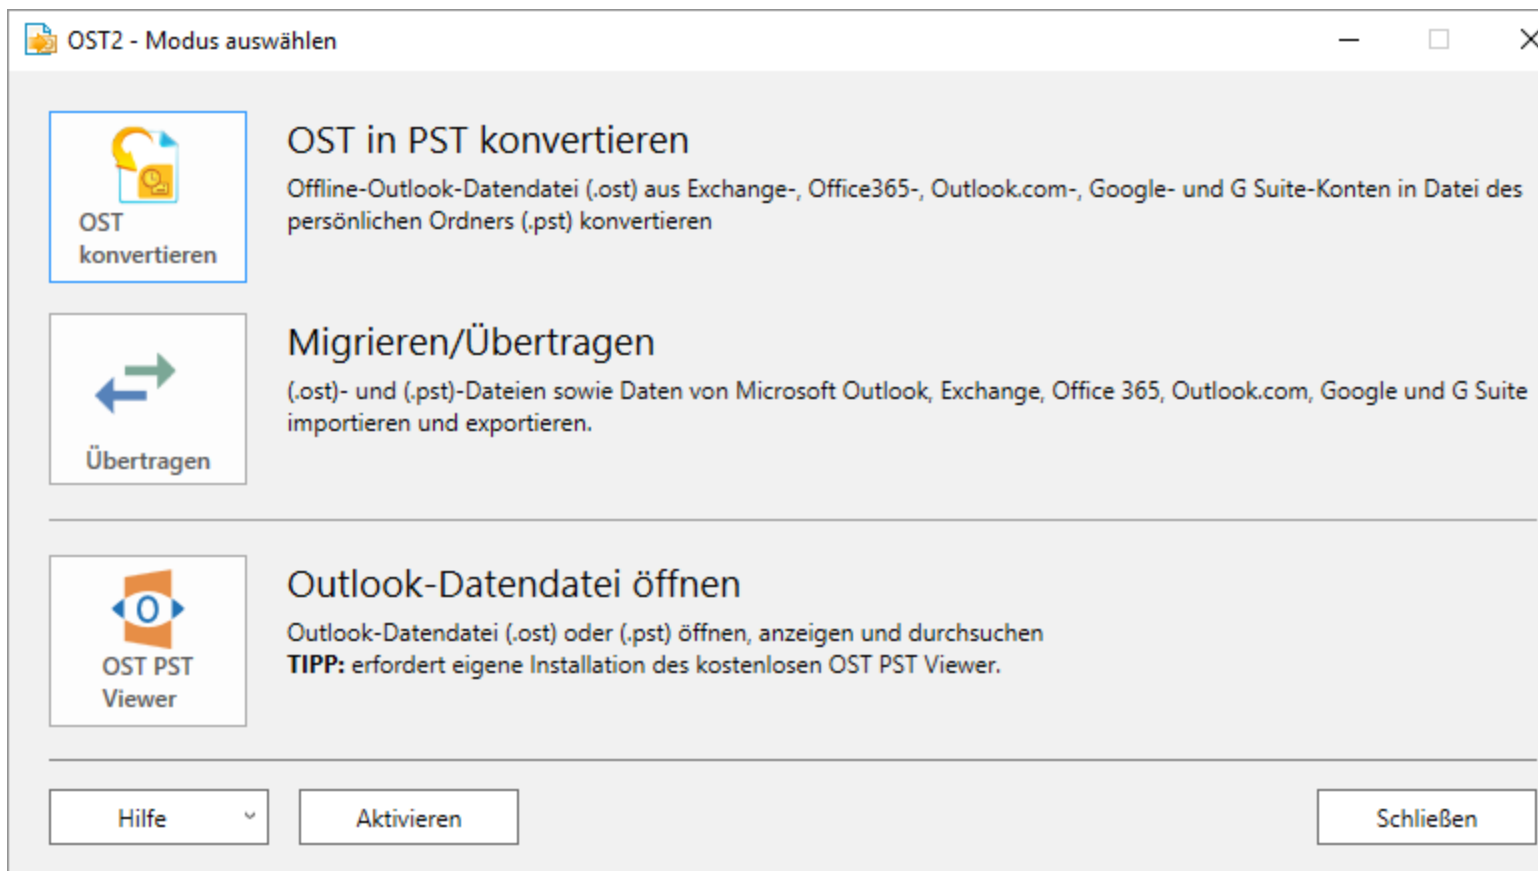 OST2 - Modus auswählen
OST
konvertieren
OST in PST konvertieren
Offline-Outlook-Datendatei (.ost) aus Exchange-, Office365-, Outlook.com-, Google- und G Suite-Konten in Datei des
persönlichen Ordners (.pst) konvertieren
Übertragen
Migrieren/Übertragen
(.ost)- und (.pst)-Dateien sowie Daten von Microsoft Outlook, Exchange, Office 365, Outlook.com, Google und G Suite
importieren und exportieren.
OST PST
Viewer
Outlook-Datendatei öffnen
Outlook-Datendatei (.ost) oder (.pst) öffnen, anzeigen und durchsuchen
TIPP: erfordert eigene Installation des kostenlosen OST PST Viewer.
Hilfe
Aktivieren
Schließen